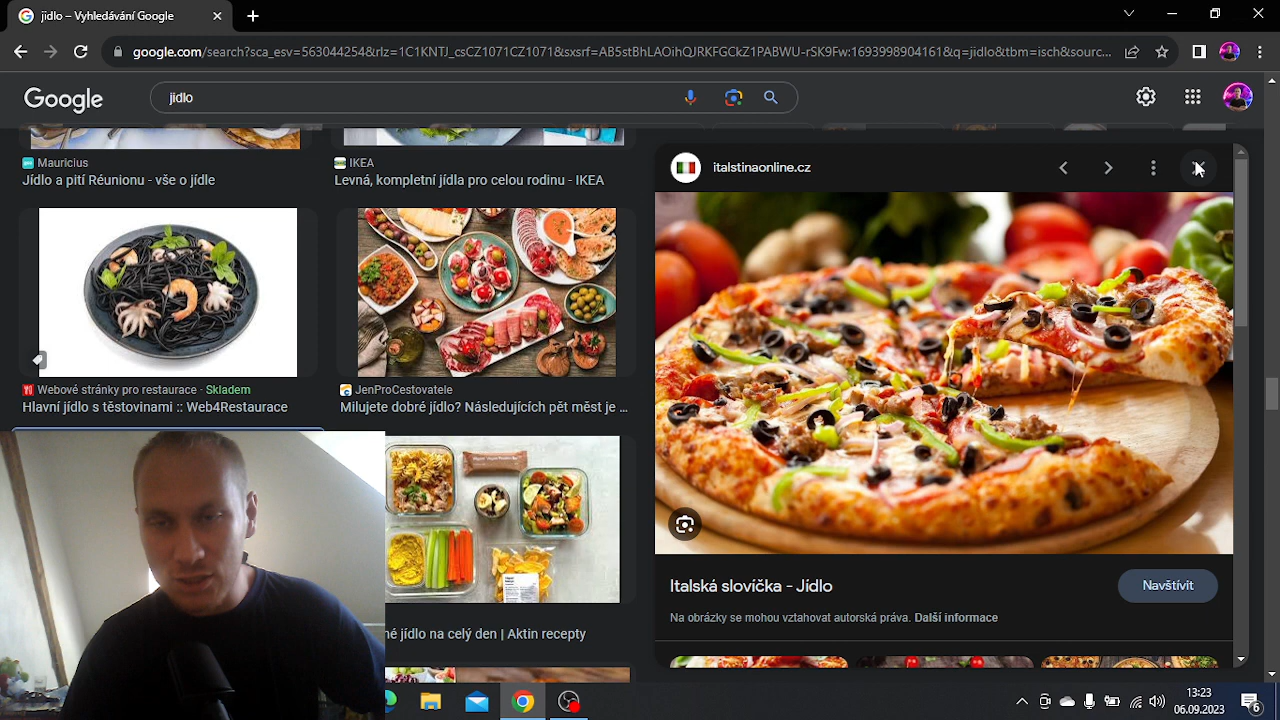 jídlo – Vyhledávání Google
google.com/search?sca_esv=563044254&rlz=1C1KNTJ_csCZ1071CZ1071&sxsrf=AB5stBhLAOihQJRKFGCkZ1PABWU-rSK9Fw:1693998904161&q=jidlo&tbm=isch&sourc...
Google
jidlo
Mauricius
Jídlo a pití Réunionu - vše o jídle
IKEA
Levná, kompletní jídla pro celou rodinu - IKEA
Webové stránky pro restaurace · Skladem
Hlavní jídlo s těstovinami :: Web4Restaurace
JenProCestovatele
Milujete dobré jídlo? Následujících pět měst je ...
né jídlo na celý den | Aktin recepty
italstinaonline.cz
Italská slovíčka - Jídlo
Navštívit
Na obrázky se mohou vztahovat autorská práva. Další informace
13:23
06.09.2023
6